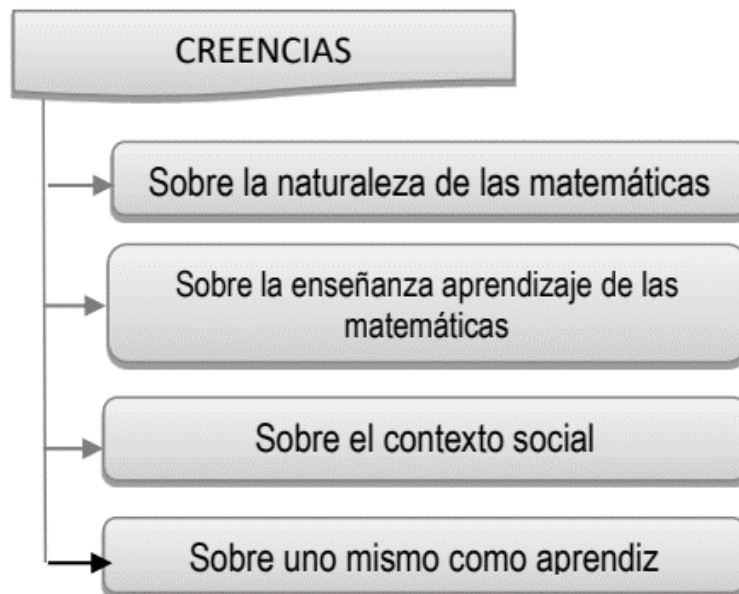 CREENCIAS
Sobre la naturaleza de las matemáticas
Sobre la enseñanza aprendizaje de las
matemáticas
Sobre el contexto social
Sobre uno mismo como aprendiz